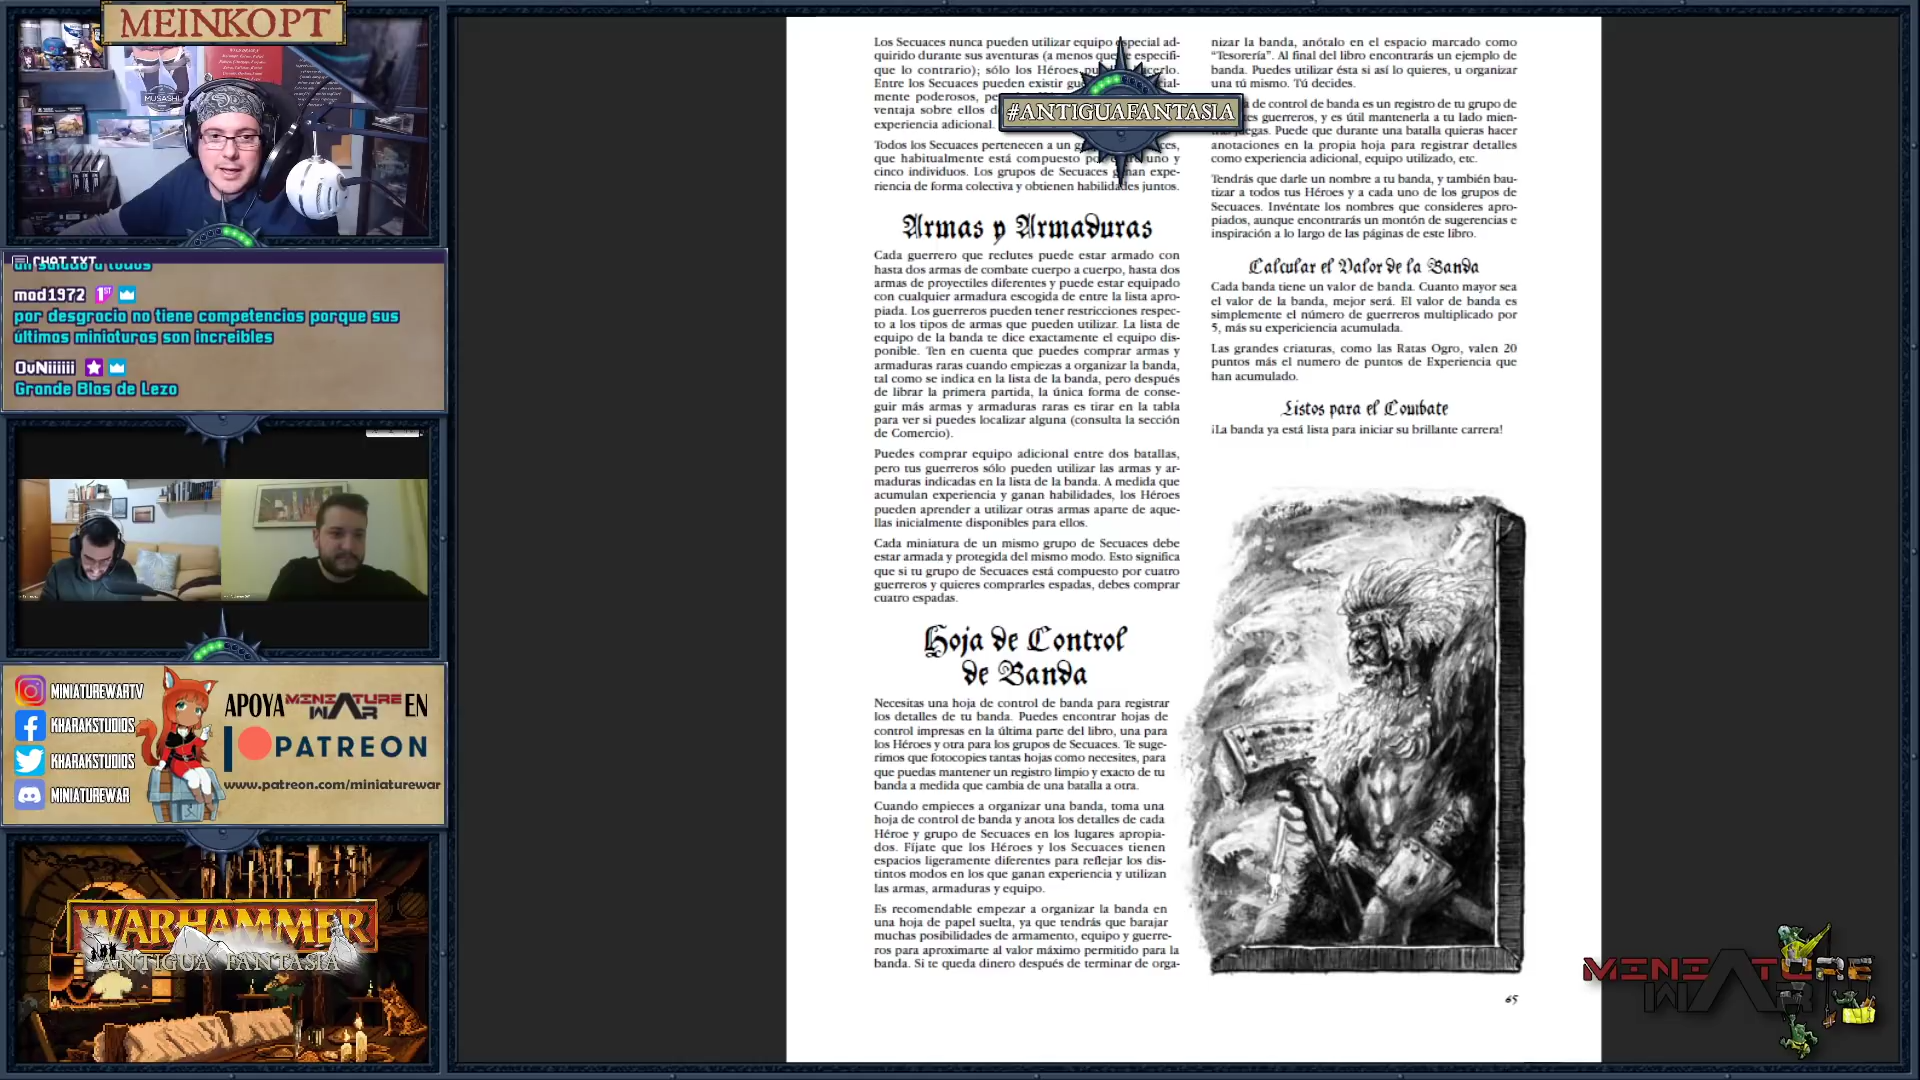 MEINKOPT
MUSASHI
CHAT.TXT
un saludo a todos
mad1972
por desgracia no tiene competencias porque sus
últimas miniaturas son increibles
OvNiiiiii
Grande Blas de Lezo
MINIATUREWARTV
KHARAKSTUDIOS
KHARAKSTUDIOS
MINIATUREWAR
APOYA MINIATURE WAR EN
PATREON
www.patreon.com/miniaturewar
WARHAMMER
ANTIGUA FANTASIA
#ANTIGUAFANTASIA
Los Secuaces nunca pueden utilizar equipo especial ad-
quirido durante sus aventuras (a menos que se especifi-
que lo contrario); sólo los Héroes
Entre los Secuaces pueden existir
mente poderosos,
ventaja sobre ellos
experiencia adicional.
Todos los Secuaces pertenecen a un
que habitualmente está compuesto por entre uno y
cinco individuos. Los grupos de Secuaces ganan expe-
riencia de forma colectiva y obtienen habilidades juntos.
Armas y Armaduras
Cada guerrero que reclutes puede estar armado con
hasta dos armas de combate cuerpo a cuerpo, hasta dos
armas de proyectiles diferentes y puede estar equipado
con cualquier armadura escogida de entre la lista apro-
piada. Los guerreros pueden tener restricciones respec-
to a los tipos de armas que pueden utilizar. La lista de
equipo de la banda te dice exactamente el equipo dis-
ponible. Ten en cuenta que puedes comprar armas y
armaduras raras cuando empiezas a organizar la banda,
tal como se indica en la lista de la banda, pero después
de librar la primera partida, la única forma de conse-
guir más armas y armaduras raras es tirar en la tabla
para ver si puedes localizar alguna (consulta la sección
de Comercio).
Puedes comprar equipo adicional entre dos batallas,
pero tus guerreros sólo pueden utilizar las armas y ar-
maduras indicadas en la lista de la banda. A medida que
acumulan experiencia y ganan habilidades, los Héroes
pueden aprender a utilizar otras armas aparte de aque-
llas inicialmente disponibles para ellos.
Cada miniatura de un mismo grupo de Secuaces debe
estar armada y protegida del mismo modo. Esto significa
que si tu grupo de Secuaces está compuesto por cuatro
guerreros y quieres comprarles espadas, debes comprar
cuatro espadas.
Hoja de Control
de Banda
Necesitas una hoja de control de banda para registrar
los detalles de tu banda. Puedes encontrar hojas de
control impresas en la última parte del libro, una para
los Héroes y otra para los grupos de Secuaces. Te suge-
rimos que fotocopies tantas hojas como necesites, para
que puedas mantener un registro limpio y exacto de tu
banda a medida que cambia de una batalla a otra.
Cuando empieces a organizar una banda, toma una
hoja de control de banda y anota los detalles de cada
Héroe y grupo de Secuaces en los lugares apropia-
dos. Fíjate que los Héroes y los Secuaces tienen
espacios ligeramente diferentes para reflejar los dis-
tintos modos en los que ganan experiencia y utilizan
las armas, armaduras y equipo.
Es recomendable empezar a organizar la banda en
una hoja de papel suelta, ya que tendrás que barajar
muchas posibilidades de armamento, equipo y guerre-
ros para aproximarte al valor máximo permitido para la
banda. Si te queda dinero después de terminar de orga-
nizar la banda, anótalo en el espacio marcado como
“Tesorería”. Al final del libro encontrarás un ejemplo de
banda. Puedes utilizar ésta si así lo quieres, u organizar
una tú mismo. Tú decides.
de control de banda es un registro de tu grupo de
guerreros, y es útil mantenerla a tu lado mien-
juegas. Puede que durante una batalla quieras hacer
anotaciones en la propia hoja para registrar detalles
como experiencia adicional, equipo utilizado, etc.
Tendrás que darle un nombre a tu banda, y también bau-
tizar a todos tus Héroes y a cada uno de los grupos de
Secuaces. Invéntate los nombres que consideres apro-
piados, aunque encontrarás un montón de sugerencias e
inspiración a lo largo de las páginas de este libro.
Calcular el Valor de la Banda
Cada banda tiene un valor de banda. Cuanto mayor sea
el valor de la banda, mejor será. El valor de banda es
simplemente el número de guerreros multiplicado por
5, más su expericiencia acumulada.
Las grandes criaturas, como las Ratas Ogro, valen 20
puntos más el numero de puntos de Experiencia que
han acumulado.
Listos para el Combate
¡La banda ya está lista para iniciar su brillante carrera!
65
MINIATURE
WAR